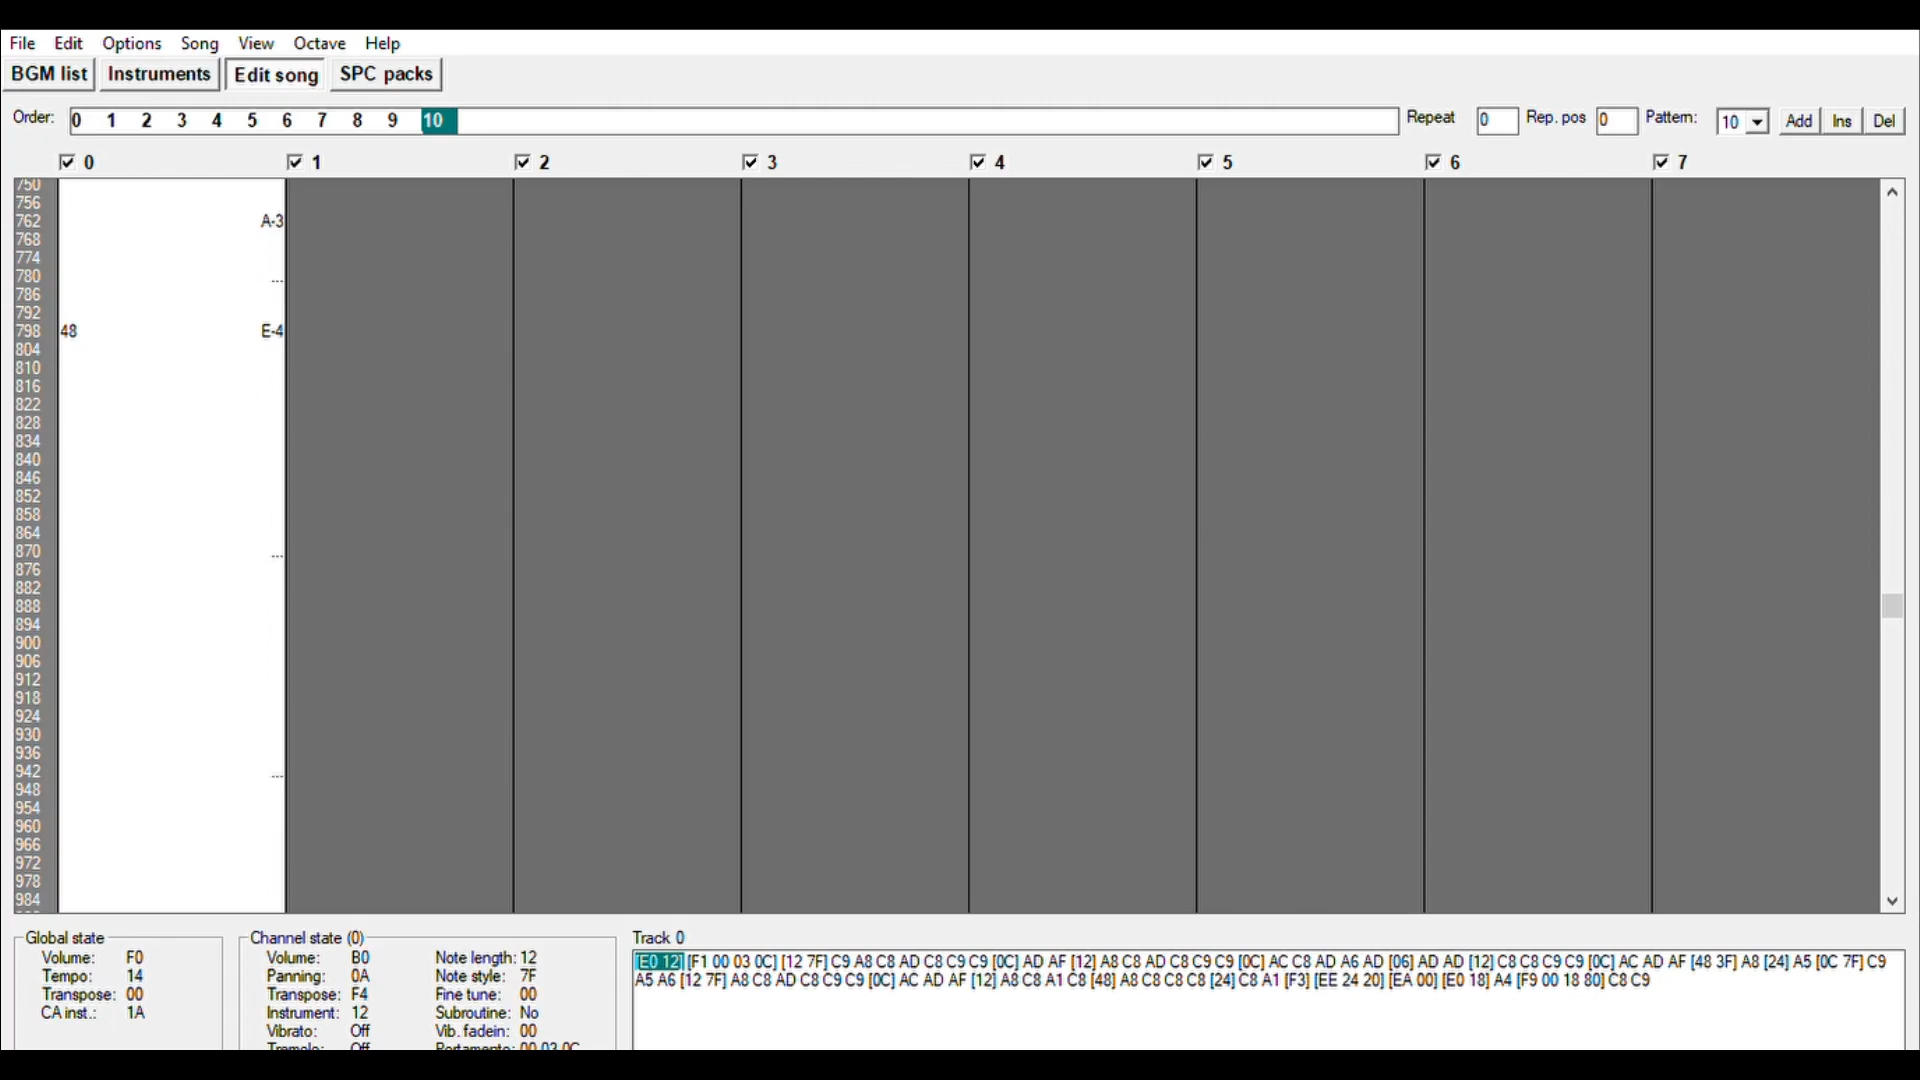 File Edit Options Song View Octave Help
BGM list Instruments Edit song SPC packs
Order: 0 1 2 3 4 5 6 7 8 9 10 Repeat 0 Rep. pos 0 Pattern: 10 Add Ins Del
0 1 2 3 4 5 6 7
750
756
762 A-3
768
774
780 ---
786
792
798 48 E-4
804
810
816
822
828
834
840
846
852
858
864
870 ---
876
882
888
894
900
906
912
918
924
930
936
942 ---
948
954
960
966
972
978
984
Global state
Volume: F0
Tempo: 14
Transpose: 00
CA inst.: 1A
Channel state (0)
Volume: B0 Note length: 12
Panning: 0A Note style: 7F
Transpose: F4 Fine tune: 00
Instrument: 12 Subroutine: No
Vibrato: Off Vib. fadein: 00
Tremolo: Off Portamento: 00 03 0C
Track 0
[E0 12] [F1 00 03 0C] [12 7F] C9 A8 C8 AD C8 C9 C9 [0C] AD AF [12] A8 C8 AD C8 C9 C9 [0C] AC C8 AD A6 AD [06] AD AD [12] C8 C8 C9 C9 [0C] AC AD AF [48 3F] A8 [24] A5 [0C 7F] C9
A5 A6 [12 7F] A8 C8 AD C8 C9 C9 [0C] AC AD AF [12] A8 C8 A1 C8 [48] A8 C8 C8 C8 [24] C8 A1 [F3] [EE 24 20] [EA 00] [E0 18] A4 [F9 00 18 80] C8 C9